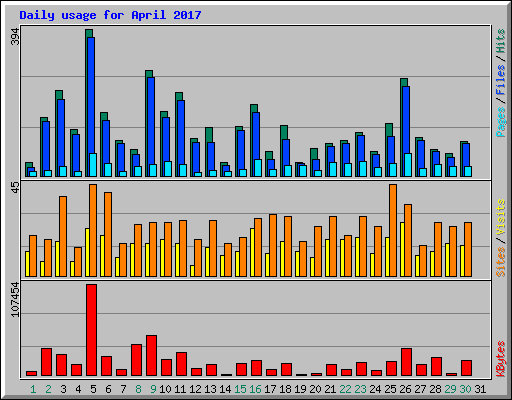 Daily usage for April 2017
394
Pages / Files / Hits
45
Sites / Visits
107454
KBytes
1 2 3 4 5 6 7 8 9 10 11 12 13 14 15 16 17 18 19 20 21 22 23 24 25 26 27 28 29 30 31